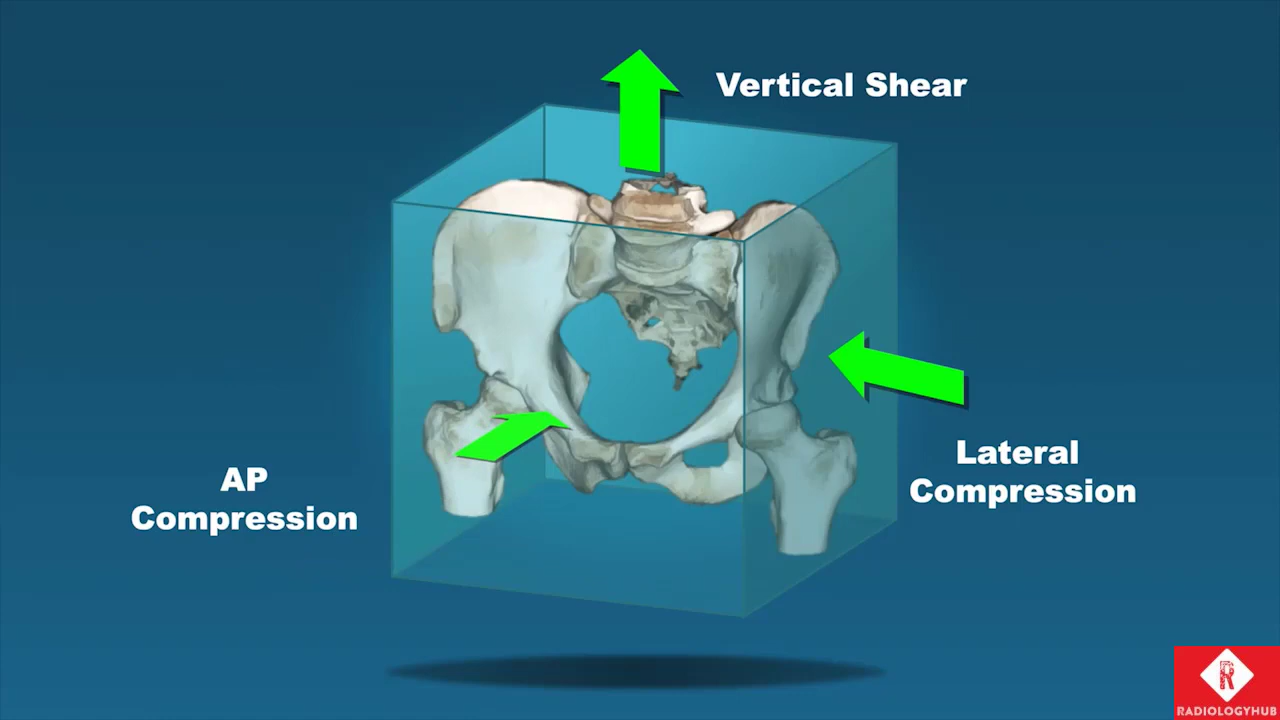 Vertical Shear
Lateral
Compression
AP
Compression
R
RADIOLOGYHUB